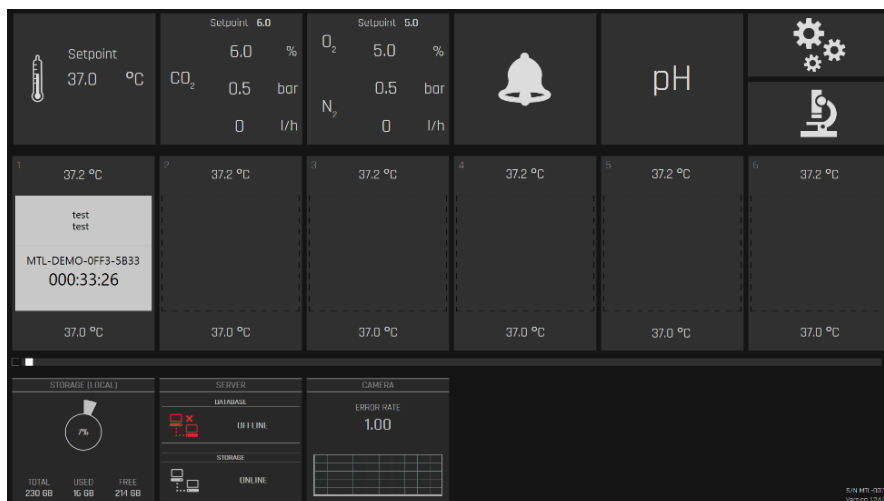 Setpoint
37.0 °C
Setpoint 6.0
6.0 %
CO2
0.5 bar
0 l/h
Setpoint 5.0
O2
5.0 %
0.5 bar
N2
0 l/h
pH
1
37.2 °C
2
37.2 °C
3
37.2 °C
4
37.2 °C
5
37.2 °C
6
37.2 °C
test
test
MTL-DEMO-0FF3-5B33
000:33:26
37.0 °C
37.0 °C
37.0 °C
37.0 °C
37.0 °C
37.0 °C
STORAGE (LOCAL)
7%
TOTAL USED FREE
230 GB 16 GB 214 GB
SERVER
DATABASE
OFFLINE
STORAGE
ONLINE
CAMERA
ERROR RATE
1.00
S/N MTL-
Version